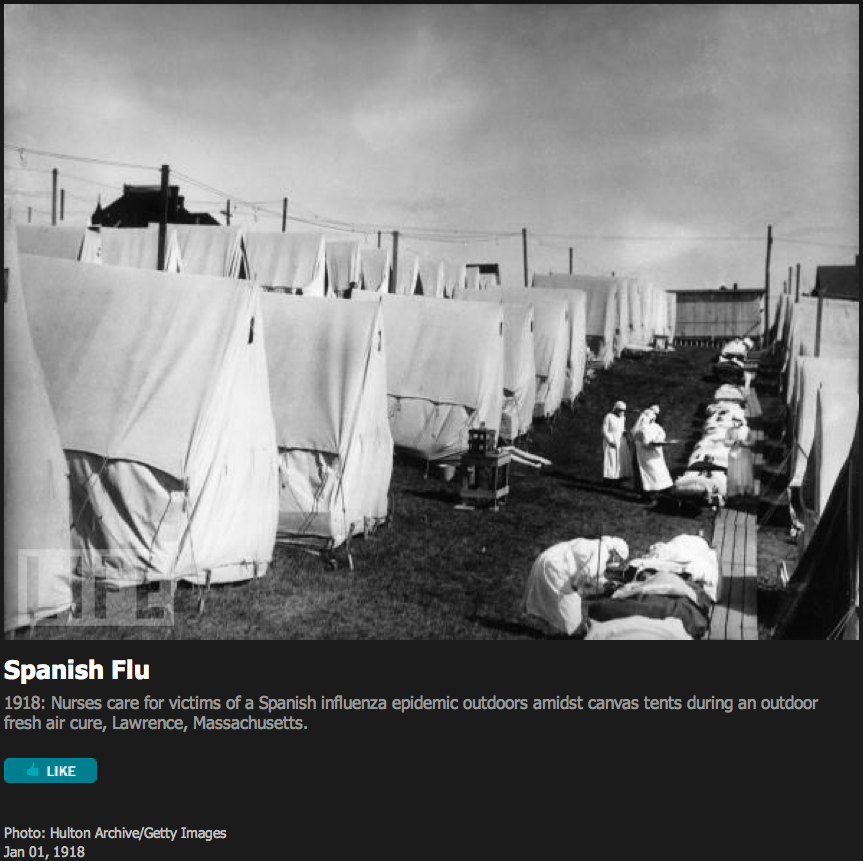 LIFE
Spanish Flu
1918: Nurses care for victims of a Spanish influenza epidemic outdoors amidst canvas tents during an outdoor
fresh air cure, Lawrence, Massachusetts.
LIKE
Photo: Hulton Archive/Getty Images
Jan 01, 1918